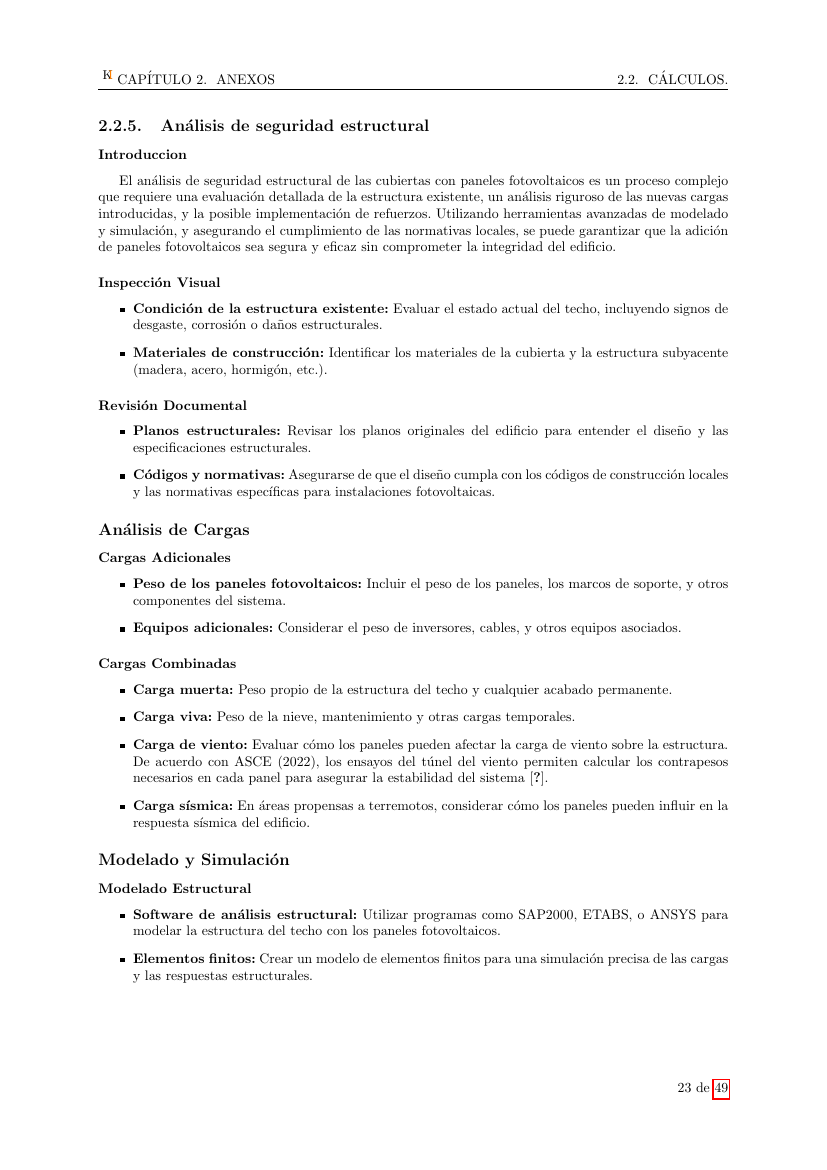 K CAPÍTULO 2. ANEXOS 2.2. CÁLCULOS.
2.2.5. Análisis de seguridad estructural
Introduccion
El análisis de seguridad estructural de las cubiertas con paneles fotovoltaicos es un proceso complejo
que requiere una evaluación detallada de la estructura existente, un análisis riguroso de las nuevas cargas
introducidas, y la posible implementación de refuerzos. Utilizando herramientas avanzadas de modelado
y simulación, y asegurando el cumplimiento de las normativas locales, se puede garantizar que la adición
de paneles fotovoltaicos sea segura y eficaz sin comprometer la integridad del edificio.
Inspección Visual
▪ Condición de la estructura existente: Evaluar el estado actual del techo, incluyendo signos de
desgaste, corrosión o daños estructurales.
▪ Materiales de construcción: Identificar los materiales de la cubierta y la estructura subyacente
(madera, acero, hormigón, etc.).
Revisión Documental
▪ Planos estructurales: Revisar los planos originales del edificio para entender el diseño y las
especificaciones estructurales.
▪ Códigos y normativas: Asegurarse de que el diseño cumpla con los códigos de construcción locales
y las normativas específicas para instalaciones fotovoltaicas.
Análisis de Cargas
Cargas Adicionales
▪ Peso de los paneles fotovoltaicos: Incluir el peso de los paneles, los marcos de soporte, y otros
componentes del sistema.
▪ Equipos adicionales: Considerar el peso de inversores, cables, y otros equipos asociados.
Cargas Combinadas
▪ Carga muerta: Peso propio de la estructura del techo y cualquier acabado permanente.
▪ Carga viva: Peso de la nieve, mantenimiento y otras cargas temporales.
▪ Carga de viento: Evaluar cómo los paneles pueden afectar la carga de viento sobre la estructura.
De acuerdo con ASCE (2022), los ensayos del túnel del viento permiten calcular los contrapesos
necesarios en cada panel para asegurar la estabilidad del sistema [?].
▪ Carga sísmica: En áreas propensas a terremotos, considerar cómo los paneles pueden influir en la
respuesta sísmica del edificio.
Modelado y Simulación
Modelado Estructural
▪ Software de análisis estructural: Utilizar programas como SAP2000, ETABS, o ANSYS para
modelar la estructura del techo con los paneles fotovoltaicos.
▪ Elementos finitos: Crear un modelo de elementos finitos para una simulación precisa de las cargas
y las respuestas estructurales.
23 de 49